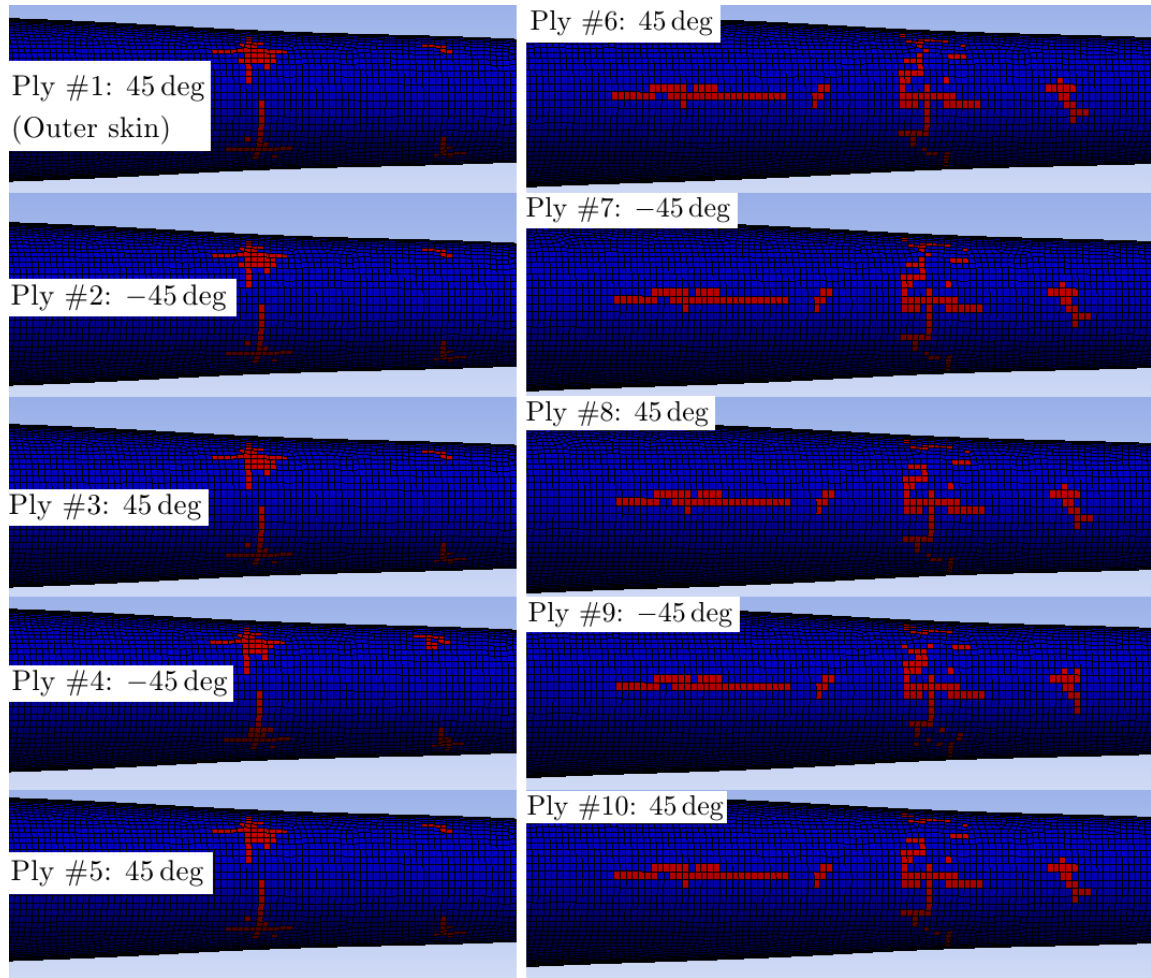 Ply #1: 45 deg
(Outer skin)
Ply #2: −45 deg
Ply #3: 45 deg
Ply #4: −45 deg
Ply #5: 45 deg
Ply #6: 45 deg
Ply #7: −45 deg
Ply #8: 45 deg
Ply #9: −45 deg
Ply #10: 45 deg